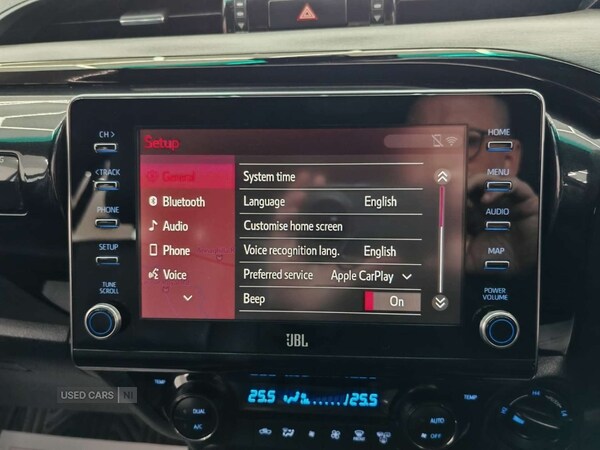 CH >
< TRACK
PHONE
SETUP
TUNE
SCROLL
Setup
General
Bluetooth
Audio
Phone
Voice
System time
Language English
Customise home screen
Voice recognition lang. English
Preferred service Apple CarPlay
Beep On
HOME
MENU
AUDIO
MAP
POWER
VOLUME
JBL
USED CARS NI
TEMP
25.5
25.5
TEMP
DUAL
A/C
AUTO
OFF